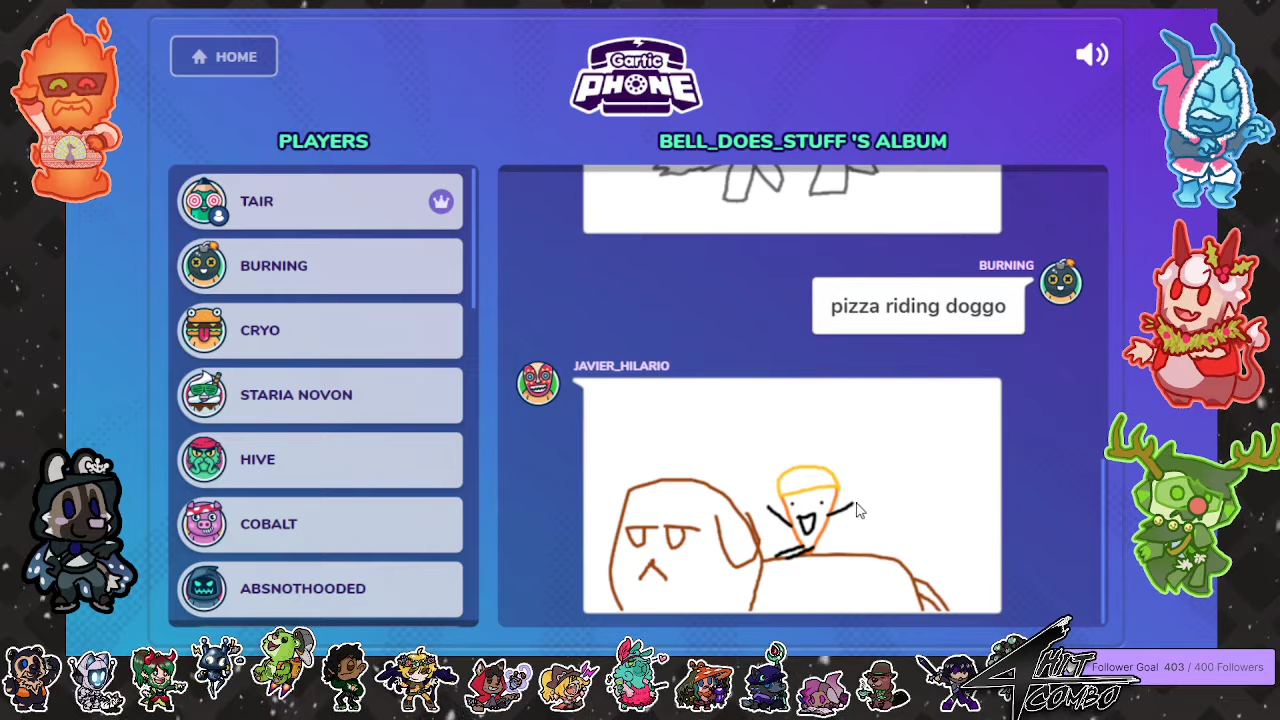 HOME
Gartic
PHONE
PLAYERS
BELL_DOES_STUFF 'S ALBUM
TAIR
BURNING
CRYO
STARIA NOVON
HIVE
COBALT
ABSNOTHOODED
BURNING
pizza riding doggo
JAVIER_HILARIO
4 HIT
COMBO
Follower Goal 403 / 400 Followers